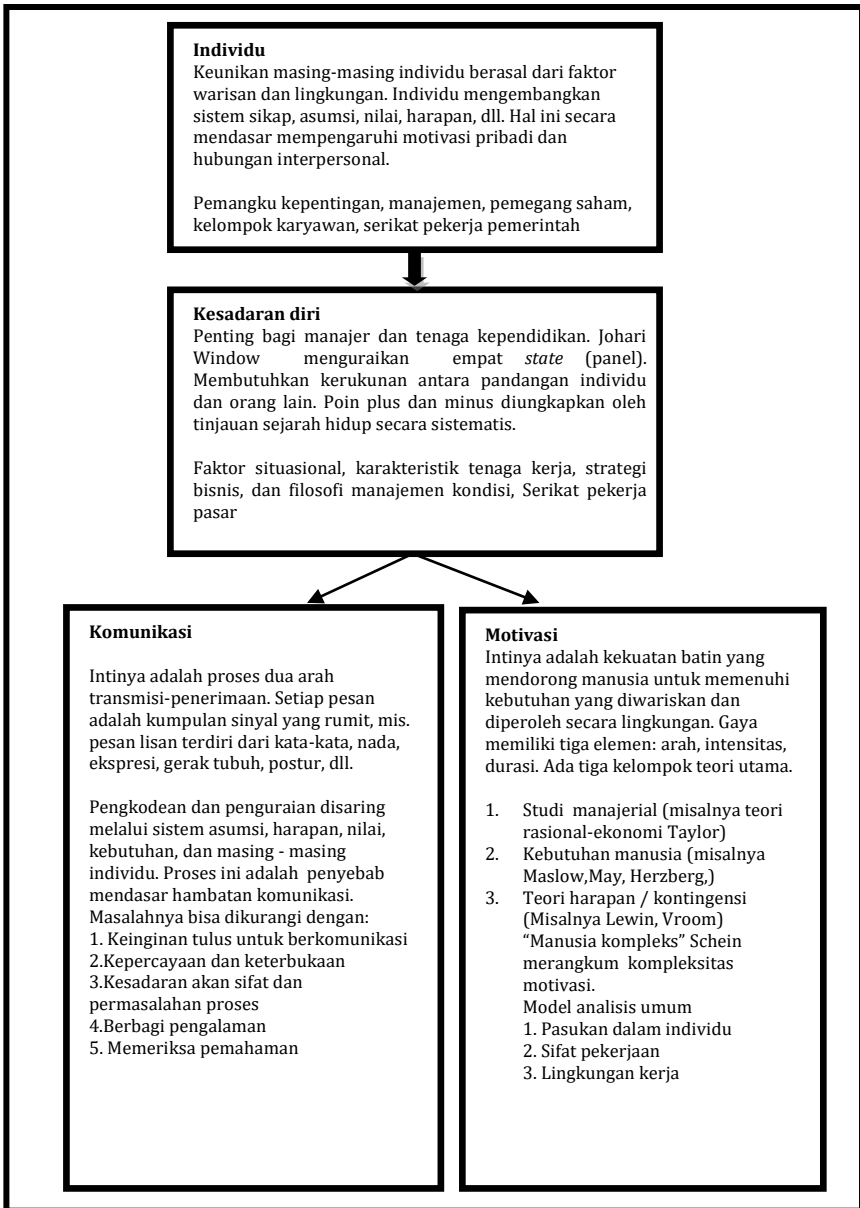 Individu
Keunikan masing-masing individu berasal dari faktor
warisan dan lingkungan. Individu mengembangkan
sistem sikap, asumsi, nilai, harapan, dll. Hal ini secara
mendasar mempengaruhi motivasi pribadi dan
hubungan interpersonal.
Pemangku kepentingan, manajemen, pemegang saham,
kelompok karyawan, serikat pekerja pemerintah
Kesadaran diri
Penting bagi manajer dan tenaga kependidikan. Johari
Window menguraikan empat state (panel).
Membutuhkan kerukunan antara pandangan individu
dan orang lain. Poin plus dan minus diungkapkan oleh
tinjauan sejarah hidup secara sistematis.
Faktor situasional, karakteristik tenaga kerja, strategi
bisnis, dan filosofi manajemen kondisi, Serikat pekerja
pasar
Komunikasi
Intinya adalah proses dua arah
transmisi-penerimaan. Setiap pesan
adalah kumpulan sinyal yang rumit, mis.
pesan lisan terdiri dari kata-kata, nada,
ekspresi, gerak tubuh, postur, dll.
Pengkodean dan penguraian disaring
melalui sistem asumsi, harapan, nilai,
kebutuhan, dan masing - masing
individu. Proses ini adalah penyebab
mendasar hambatan komunikasi.
Masalahnya bisa dikurangi dengan:
1. Keinginan tulus untuk berkomunikasi
2.Kepercayaan dan keterbukaan
3.Kesadaran akan sifat dan
permasalahan proses
4.Berbagi pengalaman
5. Memeriksa pemahaman
Motivasi
Intinya adalah kekuatan batin yang
mendorong manusia untuk memenuhi
kebutuhan yang diwariskan dan
diperoleh secara lingkungan. Gaya
memiliki tiga elemen: arah, intensitas,
durasi. Ada tiga kelompok teori utama.
1. Studi manajerial (misalnya teori
rasional-ekonomi Taylor)
2. Kebutuhan manusia (misalnya
Maslow,May, Herzberg,)
3. Teori harapan / kontingensi
(Misalnya Lewin, Vroom)
“Manusia kompleks” Schein
merangkum kompleksitas
motivasi.
Model analisis umum
1. Pasukan dalam individu
2. Sifat pekerjaan
3. Lingkungan kerja